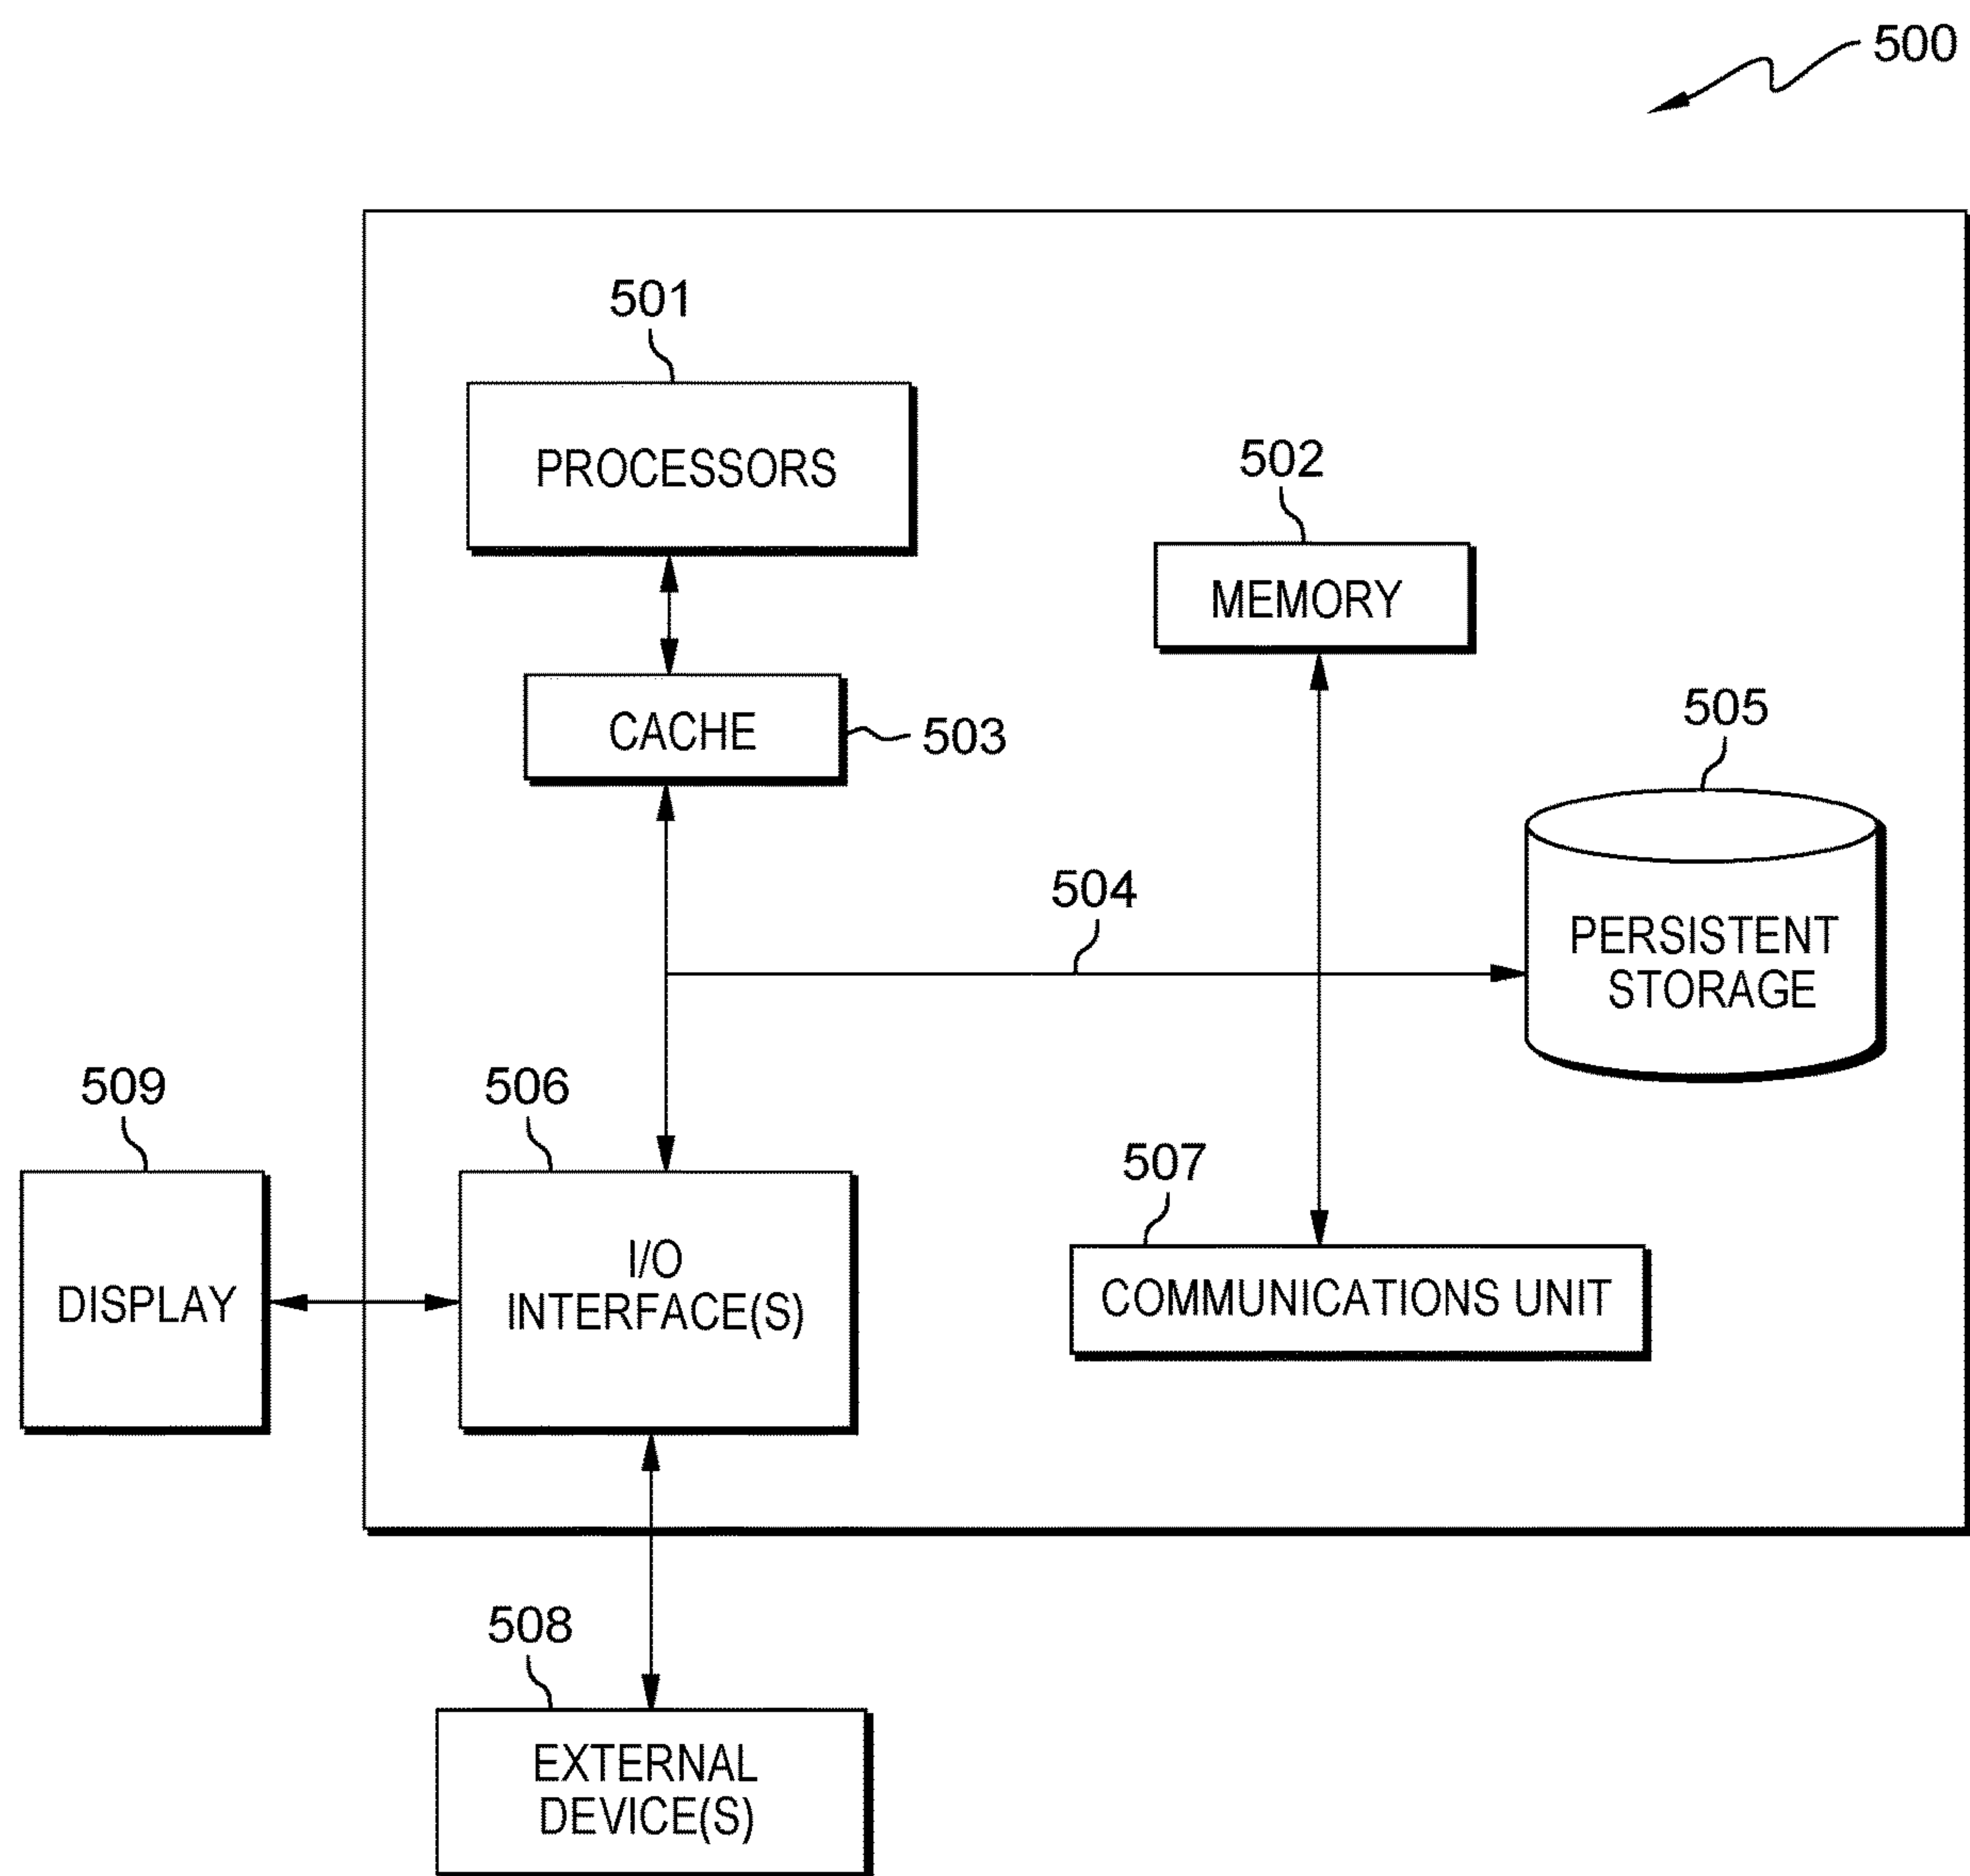 500
501
PROCESSORS
502
MEMORY
CACHE
503
505
504
PERSISTENT
STORAGE
509
506
507
I/O
INTERFACE(S)
DISPLAY
COMMUNICATIONS UNIT
508
EXTERNAL
DEVICE(S)